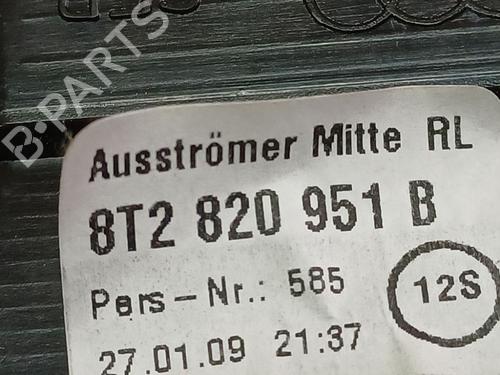 B-PARTS
Ausströmer Mitte RL
8T2 820 951 B
Pers-Nr.: 585
12S
27.01.09 21:37